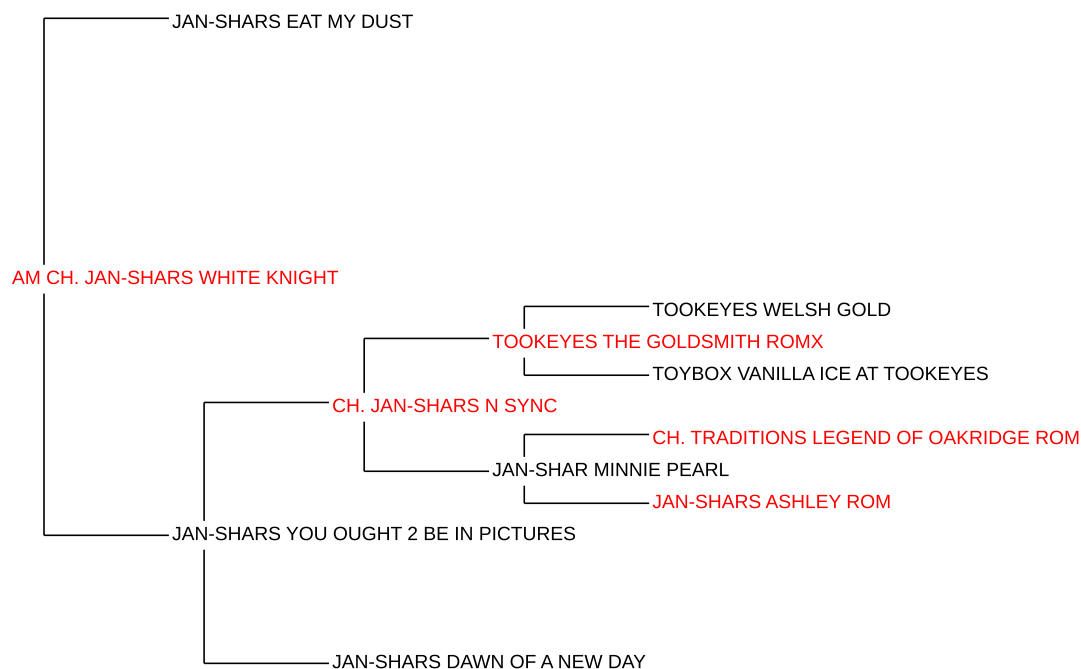 JAN-SHARS EAT MY DUST
AM CH. JAN-SHARS WHITE KNIGHT
TOOKEYES WELSH GOLD
TOOKEYES THE GOLDSMITH ROMX
TOYBOX VANILLA ICE AT TOOKEYES
CH. JAN-SHARS N SYNC
CH. TRADITIONS LEGEND OF OAKRIDGE ROM
JAN-SHAR MINNIE PEARL
JAN-SHARS ASHLEY ROM
JAN-SHARS YOU OUGHT 2 BE IN PICTURES
JAN-SHARS DAWN OF A NEW DAY